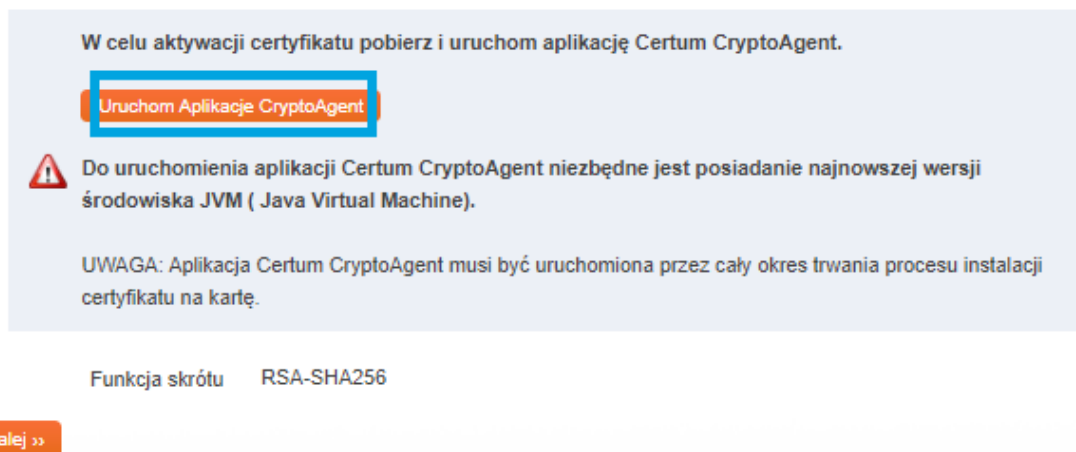 W celu aktywacji certyfikatu pobierz i uruchom aplikację Certum CryptoAgent.
Uruchom Aplikacje CryptoAgent
Do uruchomienia aplikacji Certum CryptoAgent niezbędne jest posiadanie najnowszej wersji
środowiska JVM ( Java Virtual Machine).
UWAGA: Aplikacja Certum CryptoAgent musi być uruchomiona przez cały okres trwania procesu instalacji
certyfikatu na kartę.
Funkcja skrótu RSA-SHA256
alej »